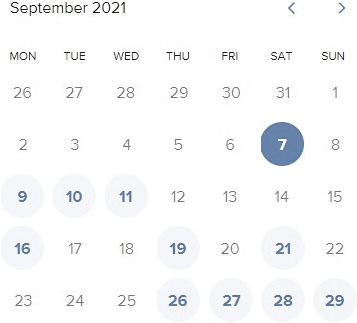 September 2021
MON TUE WED THU FRI SAT SUN
26 27 28 29 30 31 1
2 3 4 5 6 7 8
9 10 11 12 13 14 15
16 17 18 19 20 21 22
23 24 25 26 27 28 29